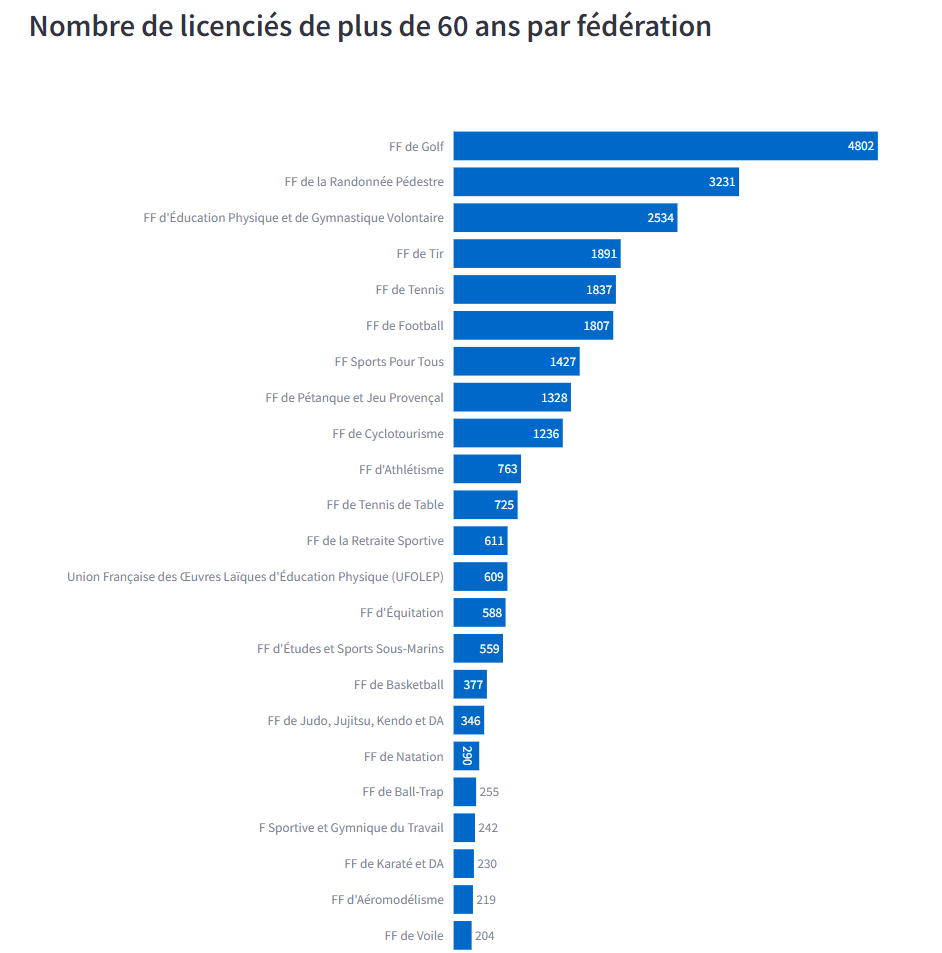 Nombre de licenciés de plus de 60 ans par fédération
FF de Golf 4802
FF de la Randonnée Pédestre 3231
FF d'Éducation Physique et de Gymnastique Volontaire 2534
FF de Tir 1891
FF de Tennis 1837
FF de Football 1807
FF Sports Pour Tous 1427
FF de Pétanque et Jeu Provençal 1328
FF de Cyclotourisme 1236
FF d'Athlétisme 763
FF de Tennis de Table 725
FF de la Retraite Sportive 611
Union Française des Œuvres Laïques d'Éducation Physique (UFOLEP) 609
FF d'Équitation 588
FF d'Études et Sports Sous-Marins 559
FF de Basketball 377
FF de Judo, Jujitsu, Kendo et DA 346
FF de Natation 290
FF de Ball-Trap 255
F Sportive et Gymnique du Travail 242
FF de Karaté et DA 230
FF d'Aéromodélisme 219
FF de Voile 204